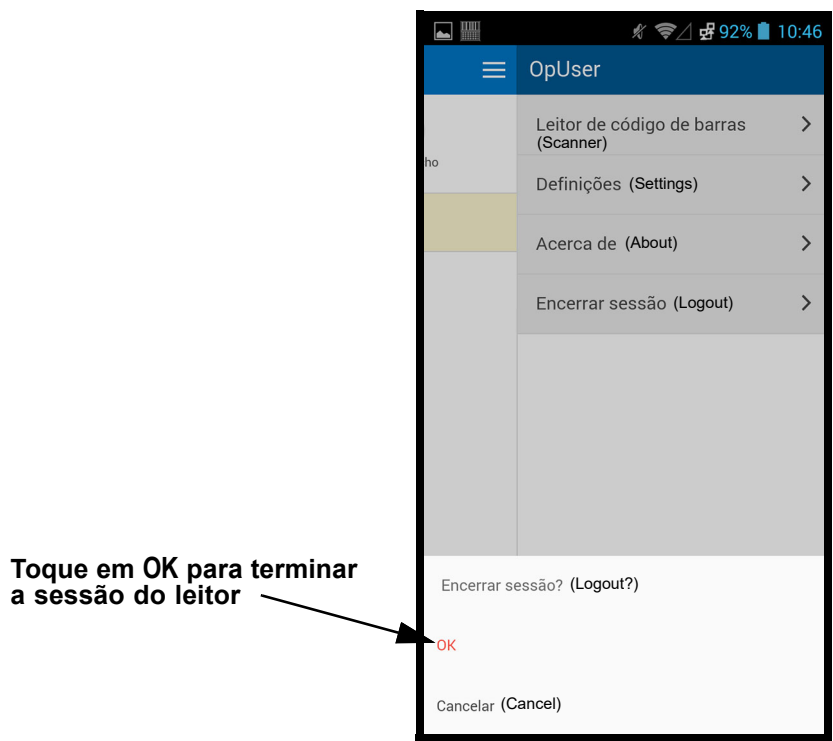 92% 10:46
OpUser
Leitor de código de barras
(Scanner)
ho
Definições (Settings)
Acerca de (About)
Encerrar sessão (Logout)
Toque em OK para terminar
a sessão do leitor
Encerrar sessão? (Logout?)
OK
Cancelar (Cancel)